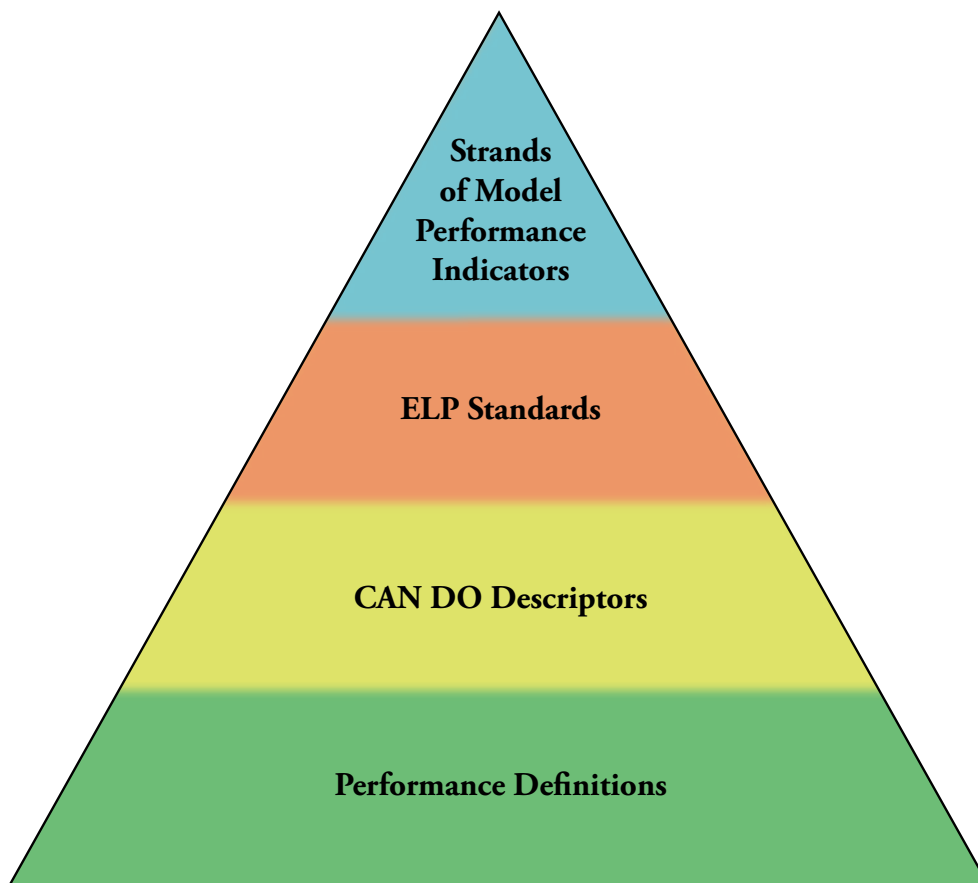 Strands
of Model
Performance
Indicators
ELP Standards
CAN DO Descriptors
Performance Definitions